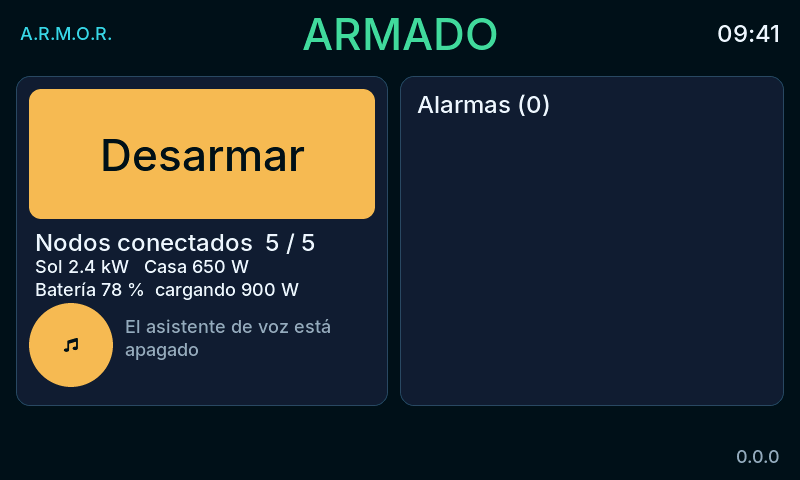 A.R.M.O.R.
ARMADO
09:41
Desarmar
Nodos conectados 5 / 5
Sol 2.4 kW Casa 650 W
Batería 78 % cargando 900 W
El asistente de voz está
apagado
Alarmas (0)
0.0.0